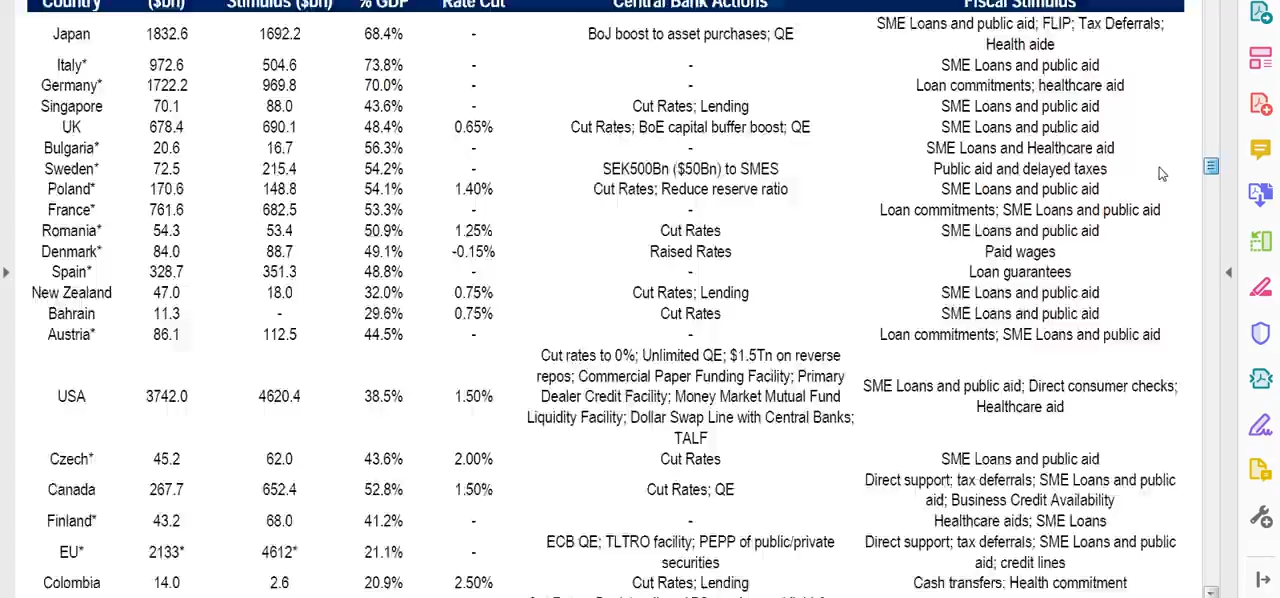 Country ($bn) Stimulus ($bn) % GDP Rate Cut Central Bank Actions Fiscal Stimulus
Japan 1832.6 1692.2 68.4% - BoJ boost to asset purchases; QE SME Loans and public aid; FLIP; Tax Deferrals;
Health aide
Italy* 972.6 504.6 73.8% - - SME Loans and public aid
Germany* 1722.2 969.8 70.0% - - Loan commitments; healthcare aid
Singapore 70.1 88.0 43.6% - Cut Rates; Lending SME Loans and public aid
UK 678.4 690.1 48.4% 0.65% Cut Rates; BoE capital buffer boost; QE SME Loans and public aid
Bulgaria* 20.6 16.7 56.3% - - SME Loans and Healthcare aid
Sweden* 72.5 215.4 54.2% - SEK500Bn ($50Bn) to SMES Public aid and delayed taxes
Poland* 170.6 148.8 54.1% 1.40% Cut Rates; Reduce reserve ratio SME Loans and public aid
France* 761.6 682.5 53.3% - - Loan commitments; SME Loans and public aid
Romania* 54.3 53.4 50.9% 1.25% Cut Rates SME Loans and public aid
Denmark* 84.0 88.7 49.1% -0.15% Raised Rates Paid wages
Spain* 328.7 351.3 48.8% - - Loan guarantees
New Zealand 47.0 18.0 32.0% 0.75% Cut Rates; Lending SME Loans and public aid
Bahrain 11.3 - 29.6% 0.75% Cut Rates SME Loans and public aid
Austria* 86.1 112.5 44.5% - - Loan commitments; SME Loans and public aid
USA 3742.0 4620.4 38.5% 1.50% Cut rates to 0%; Unlimited QE; $1.5Tn on reverse
repos; Commercial Paper Funding Facility; Primary
Dealer Credit Facility; Money Market Mutual Fund
Liquidity Facility; Dollar Swap Line with Central Banks;
TALF
SME Loans and public aid; Direct consumer checks;
Healthcare aid
Czech* 45.2 62.0 43.6% 2.00% Cut Rates SME Loans and public aid
Canada 267.7 652.4 52.8% 1.50% Cut Rates; QE Direct support; tax deferrals; SME Loans and public
aid; Business Credit Availability
Finland* 43.2 68.0 41.2% - - Healthcare aids; SME Loans
EU* 2133* 4612* 21.1% - ECB QE; TLTRO facility; PEPP of public/private
securities
Direct support; tax deferrals; SME Loans and public
aid; credit lines
Colombia 14.0 2.6 20.9% 2.50% Cut Rates; Lending Cash transfers; Health commitment